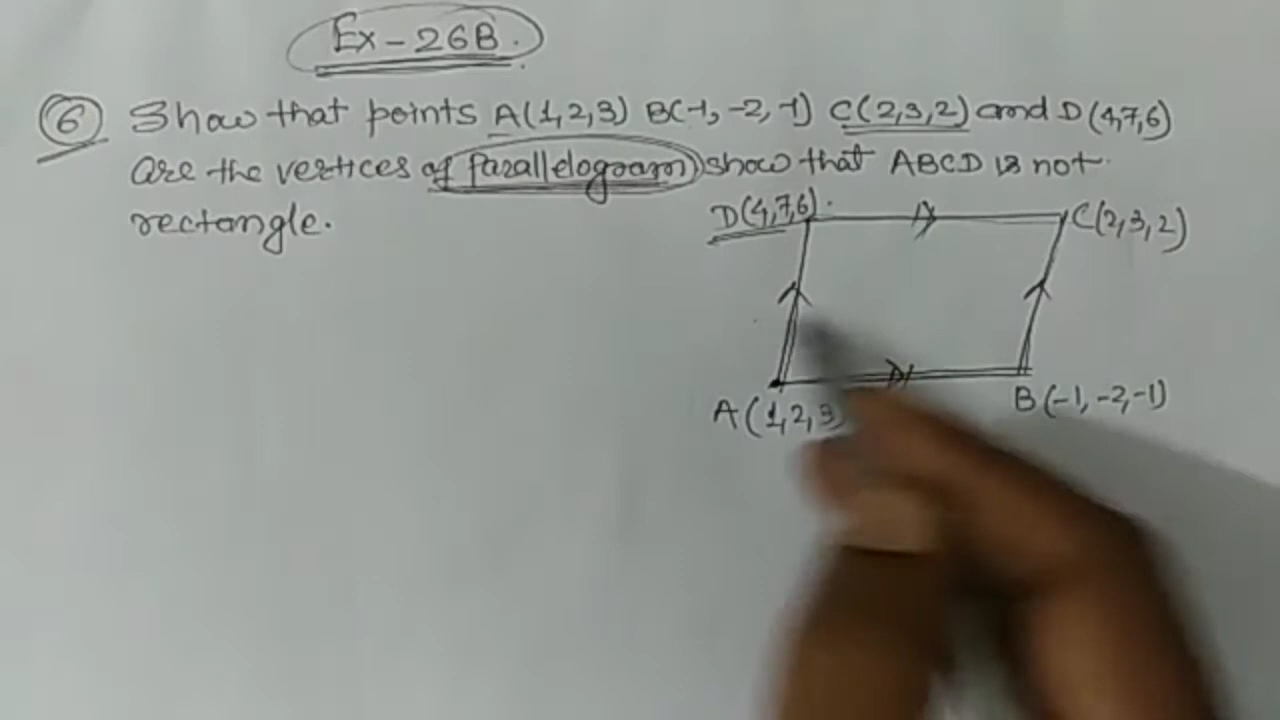 Ex-26B.
6 Show that points A(1,2,3) B(-1, -2, -1) C(2,3,2) and D(4,7,6)
are the vertices of parallelogram show that ABCD is not
rectangle.
D(4,7,6). C(2,3,2)
A(1,2,3 B(-1, -2, -1)